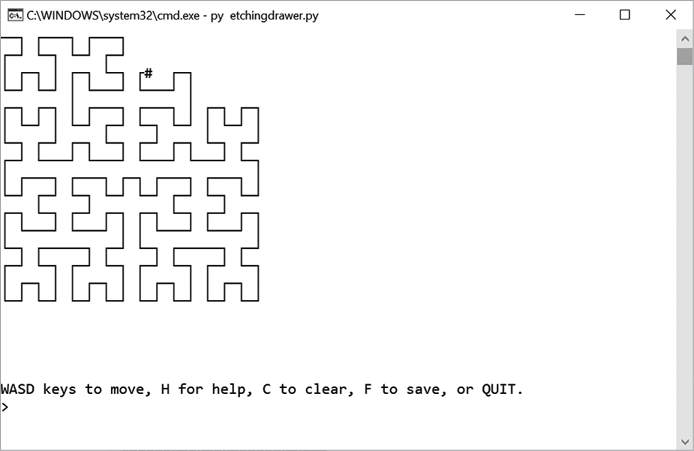 C:\WINDOWS\system32\cmd.exe - py  etchingdrawer.py
#
WASD keys to move, H for help, C to clear, F to save, or QUIT.
>